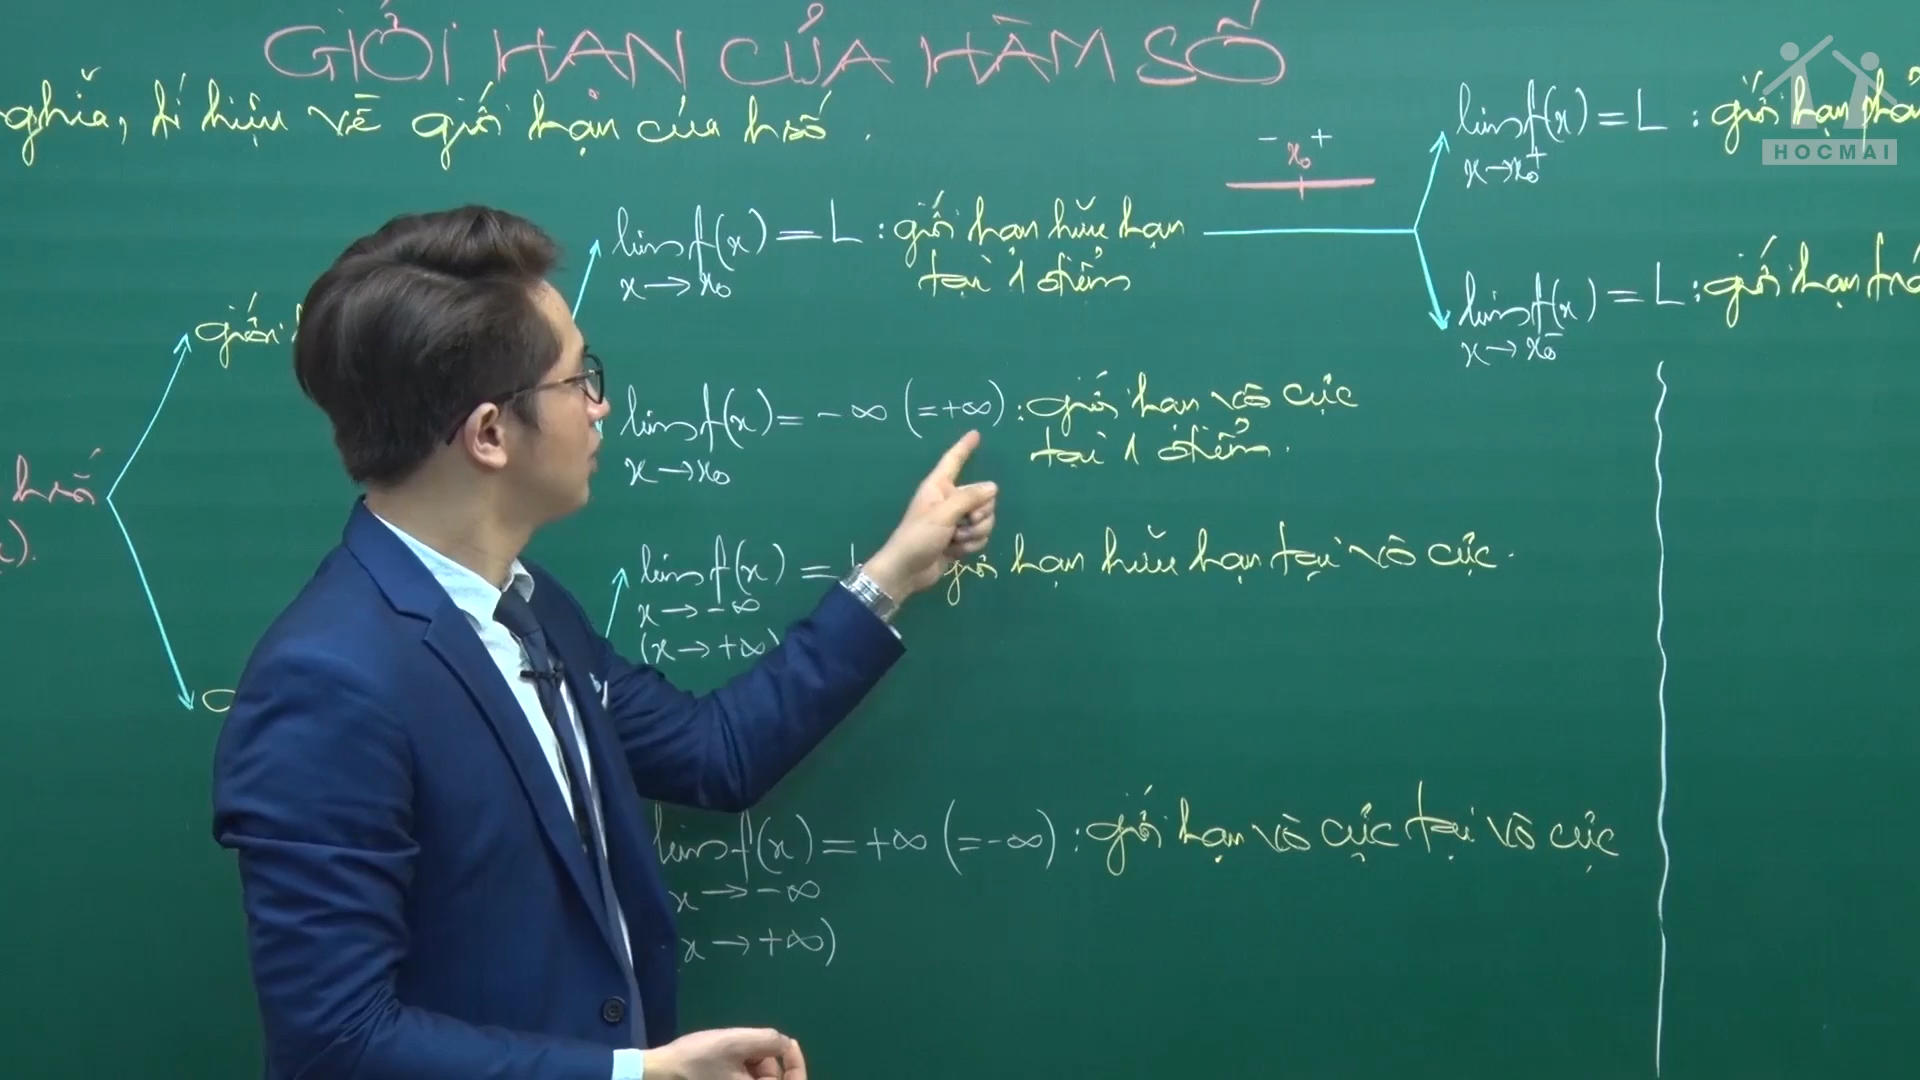 GIỚI HẠN CỦA HÀM SỐ
nghĩa, kí hiệu về giới hạn của hsố.
HOCMAI
- x₀ +
lim f(x) = L : giới hạn phải
x → x₀⁺
lim f(x) = L : giới hạn hữu hạn
x → x₀ tại 1 điểm
lim f(x) = L : giới hạn trái
x → x₀⁻
giới
lim f(x) = -∞ (= +∞) : giới hạn vô cực
x → x₀ tại 1 điểm.
hsố
x).
lim f(x) = giới hạn hữu hạn tại vô cực.
x → -∞
(x → +∞)
lim f(x) = +∞ (= -∞) : giới hạn vô cực tại vô cực
x → -∞
x → +∞)